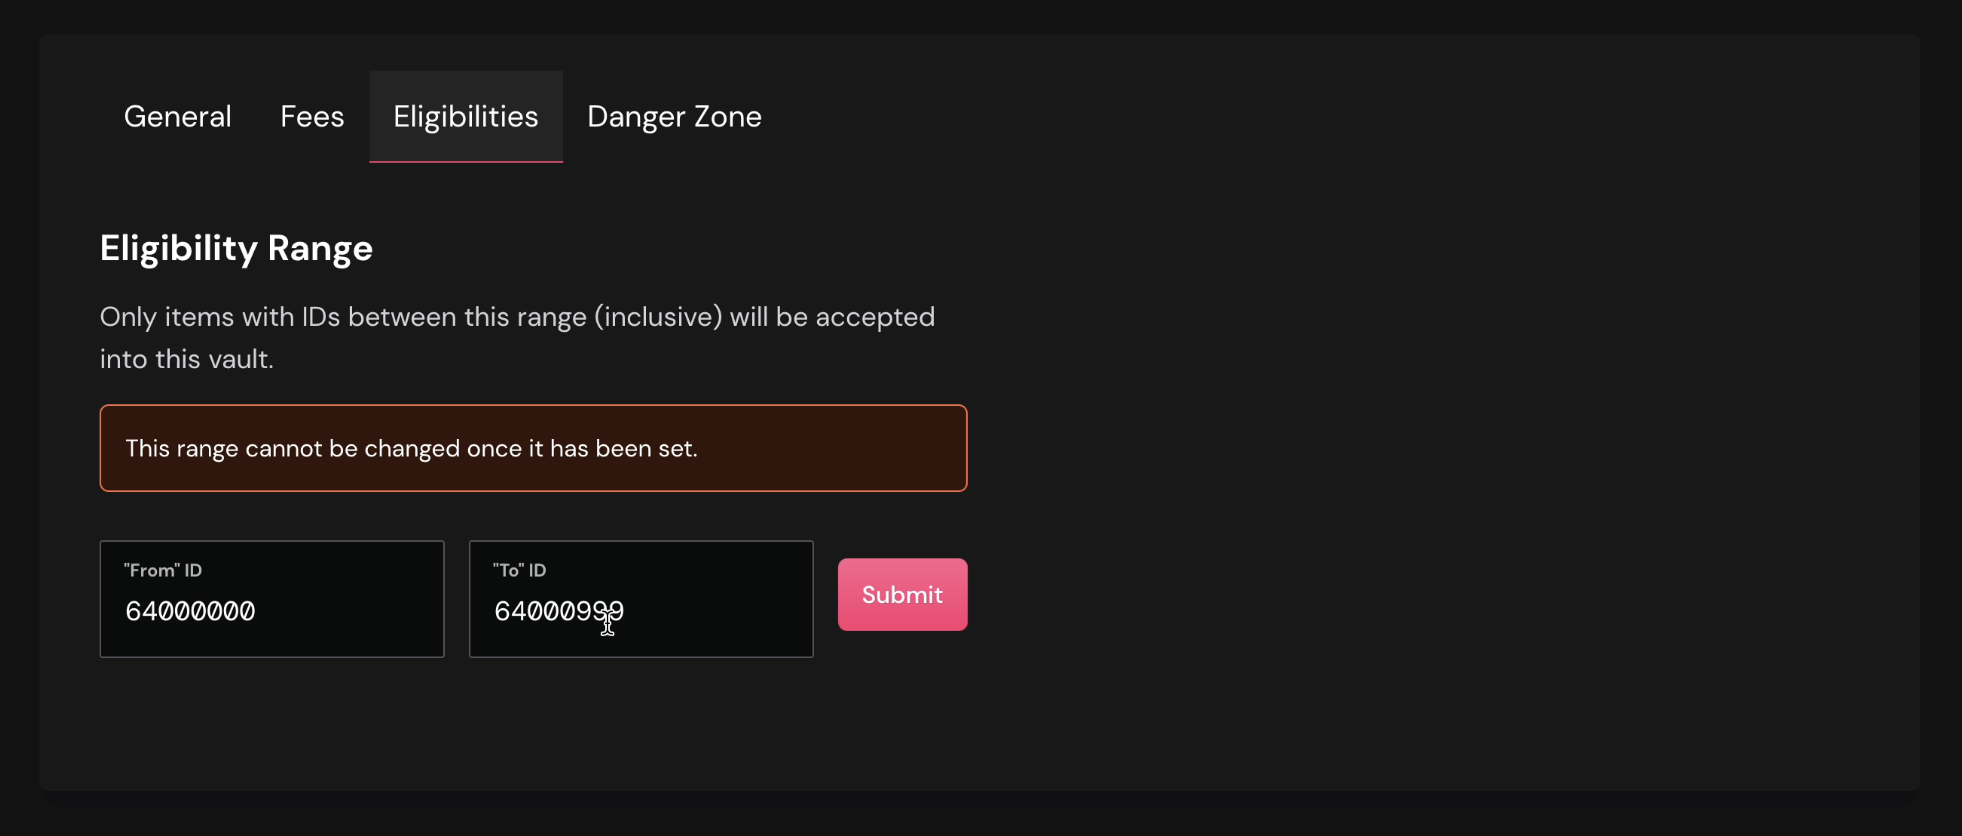 General Fees Eligibilities Danger Zone
Eligibility Range
Only items with IDs between this range (inclusive) will be accepted
into this vault.
This range cannot be changed once it has been set.
"From" ID
64000000
"To" ID
64000999
Submit